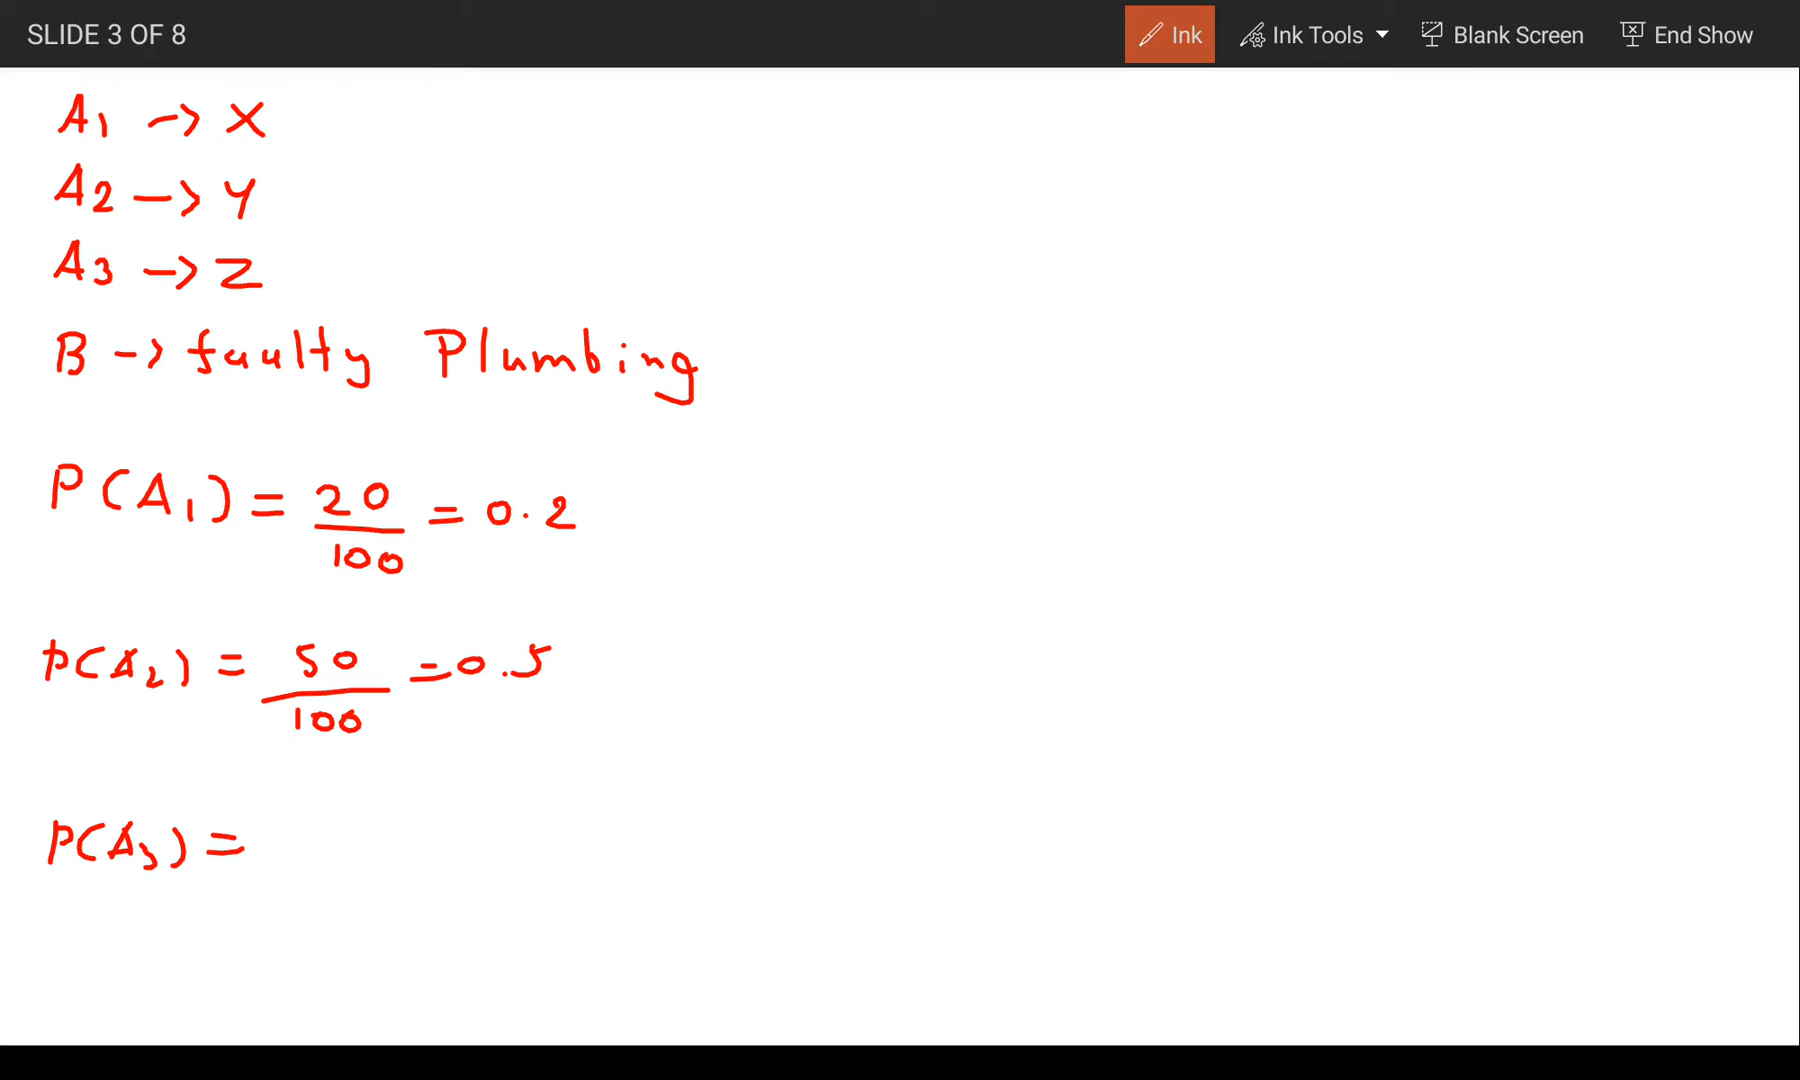 SLIDE 3 OF 8 Ink Ink Tools Blank Screen End Show
A1 -> X
A2 -> Y
A3 -> Z
B -> faulty Plumbing
P(A1) = 20/100 = 0.2
P(A2) = 50/100 = 0.5
P(A3) =